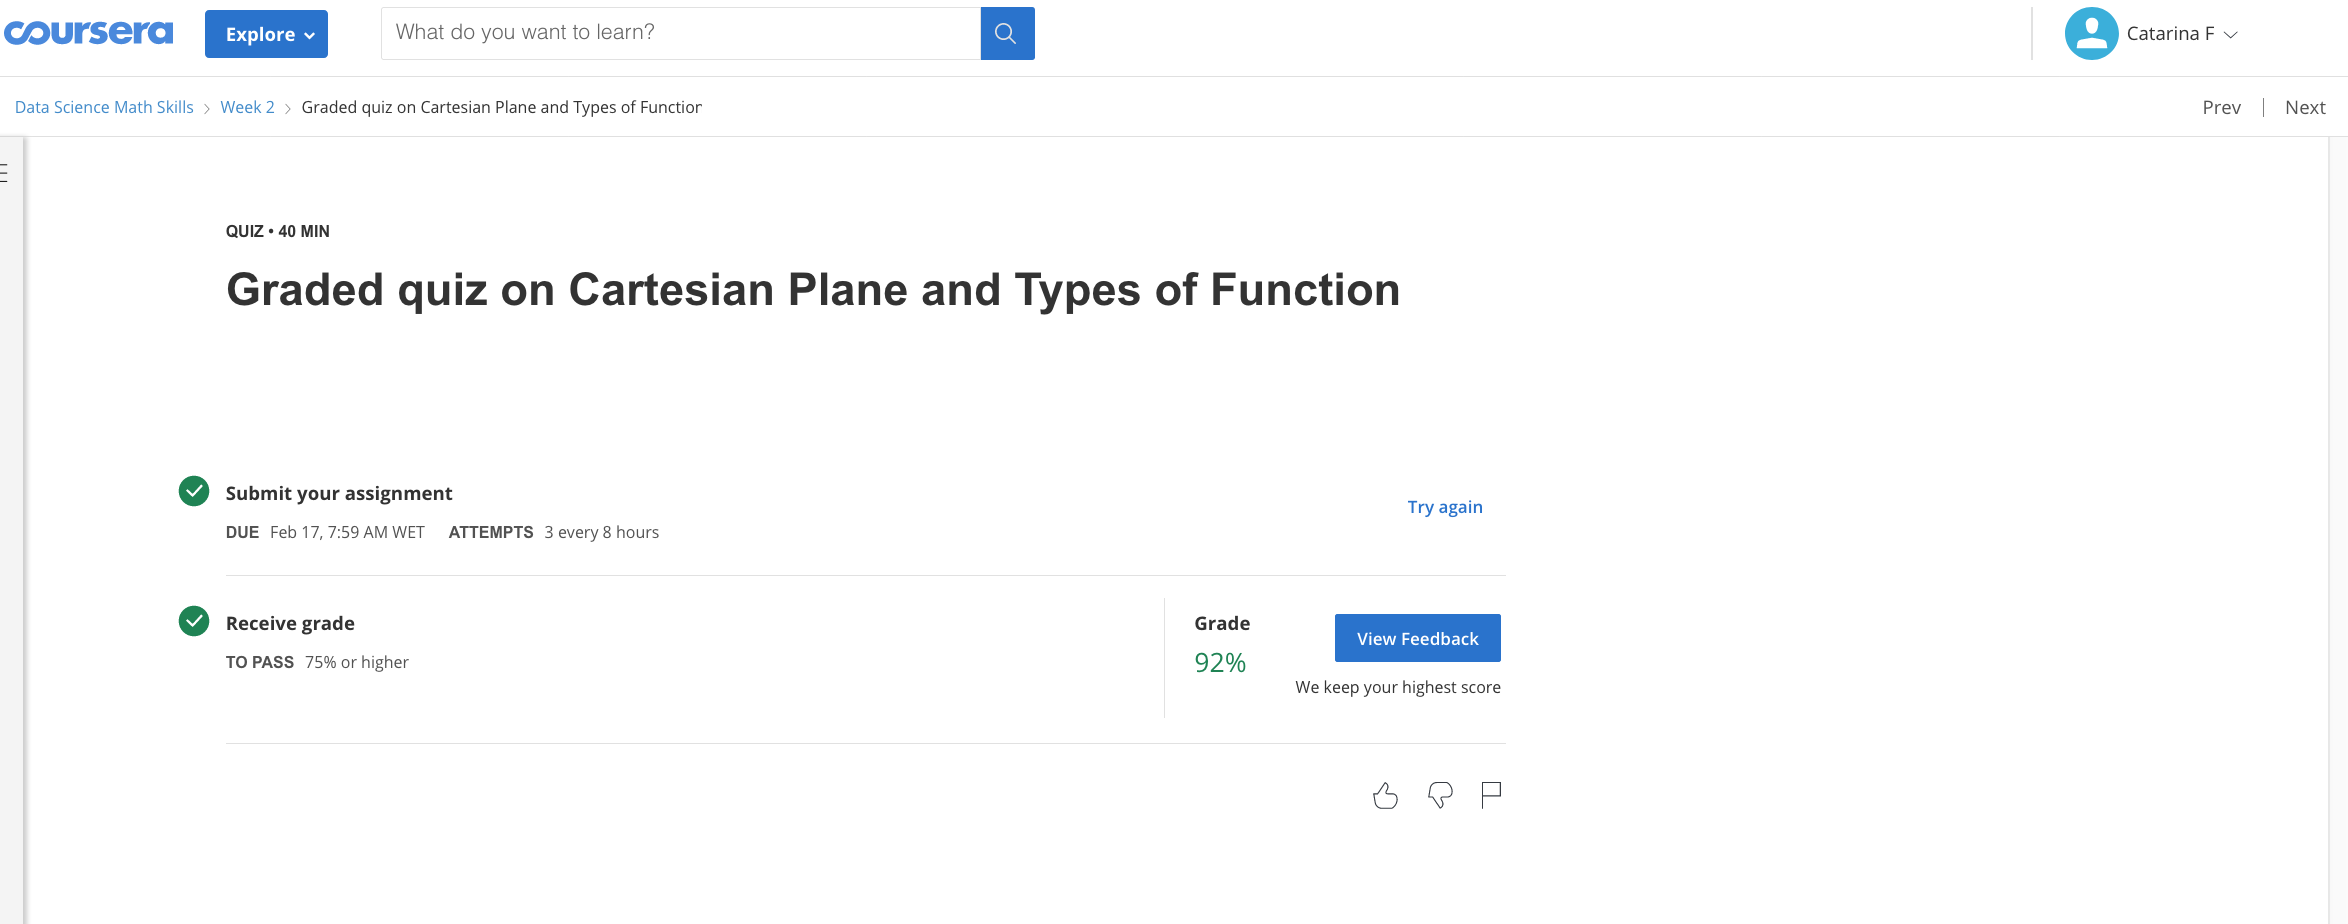 coursera
Explore
What do you want to learn?
Catarina F
Data Science Math Skills > Week 2 > Graded quiz on Cartesian Plane and Types of Function
Prev | Next
QUIZ • 40 MIN
Graded quiz on Cartesian Plane and Types of Function
Submit your assignment
Try again
DUE Feb 17, 7:59 AM WET ATTEMPTS 3 every 8 hours
Receive grade
Grade
View Feedback
TO PASS 75% or higher
92%
We keep your highest score